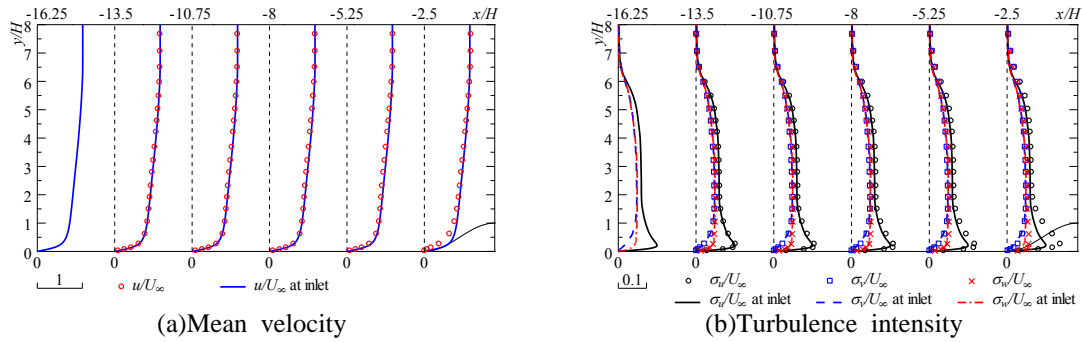 -16.25 -13.5 -10.75 -8 -5.25 -2.5 x/H
y/H
8
7
6
5
4
3
2
1
0
0 0 0 0 0 0
1
u/U∞ u/U∞ at inlet
(a)Mean velocity
-16.25 -13.5 -10.75 -8 -5.25 -2.5 x/H
y/H
8
7
6
5
4
3
2
1
0
0 0 0 0 0 0
0.1
σu/U∞ σv/U∞ σw/U∞
σu/U∞ at inlet σv/U∞ at inlet σw/U∞ at inlet
(b)Turbulence intensity